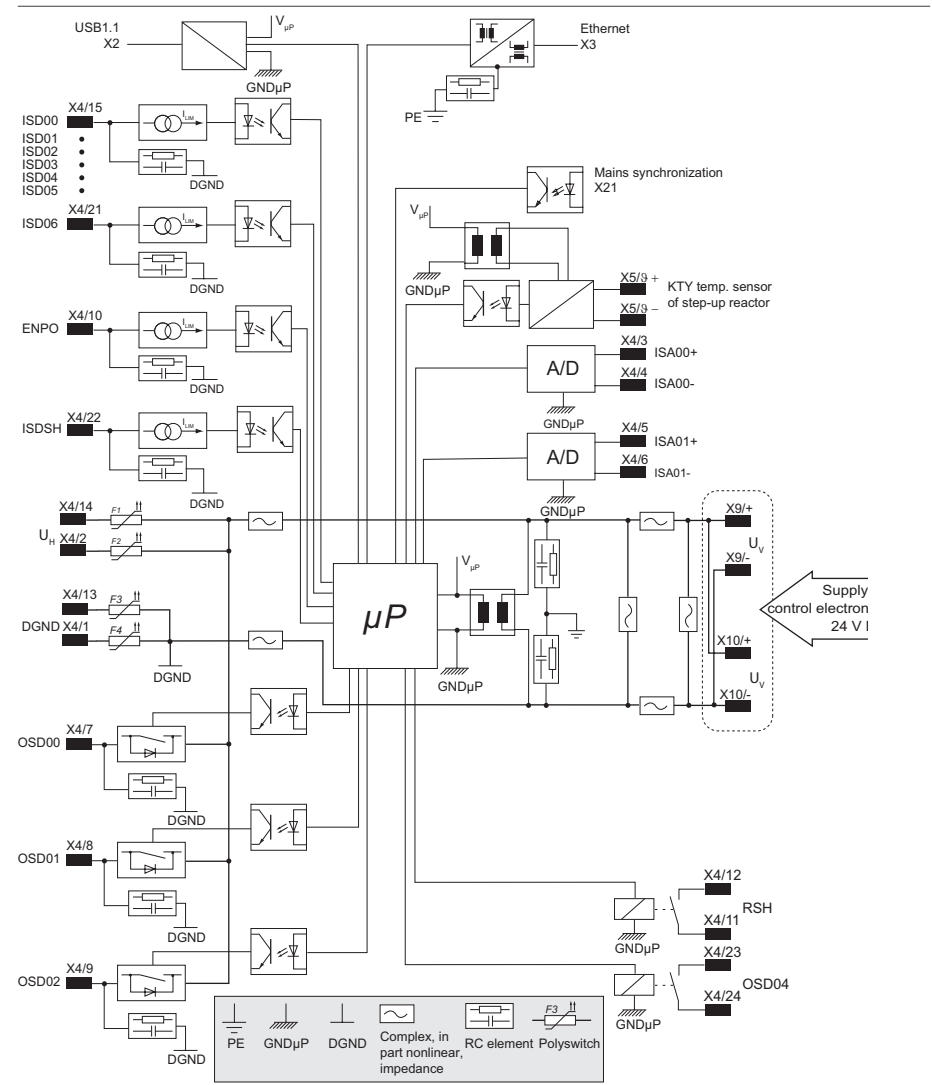 USB1.1
X2
VµP
GNDµP
Ethernet
X3
PE
ISD00
X4/15
ILIM
DGND
ISD01
ISD02
ISD03
ISD04
ISD05
ISD06
X4/21
ILIM
DGND
ENPO
X4/10
ILIM
DGND
ISDSH
X4/22
ILIM
DGND
Mains synchronization
X21
VµP
GNDµP
X5/ϑ +
X5/ϑ –
KTY temp. sensor
of step-up reactor
A/D
X4/3
ISA00+
X4/4
ISA00-
GNDµP
A/D
X4/5
ISA01+
X4/6
ISA01-
GNDµP
X4/14
F1
UH
X4/2
F2
X4/13
F3
DGND
X4/1
F4
DGND
µP
VµP
GNDµP
X9/+
UV
X9/-
X10/+
UV
X10/-
Supply
control electron
24 V
OSD00
X4/7
DGND
OSD01
X4/8
DGND
OSD02
X4/9
DGND
X4/12
RSH
X4/11
GNDµP
X4/23
OSD04
X4/24
GNDµP
PE
GNDµP
DGND
Complex, in
part nonlinear,
impedance
RC element
F3
Polyswitch